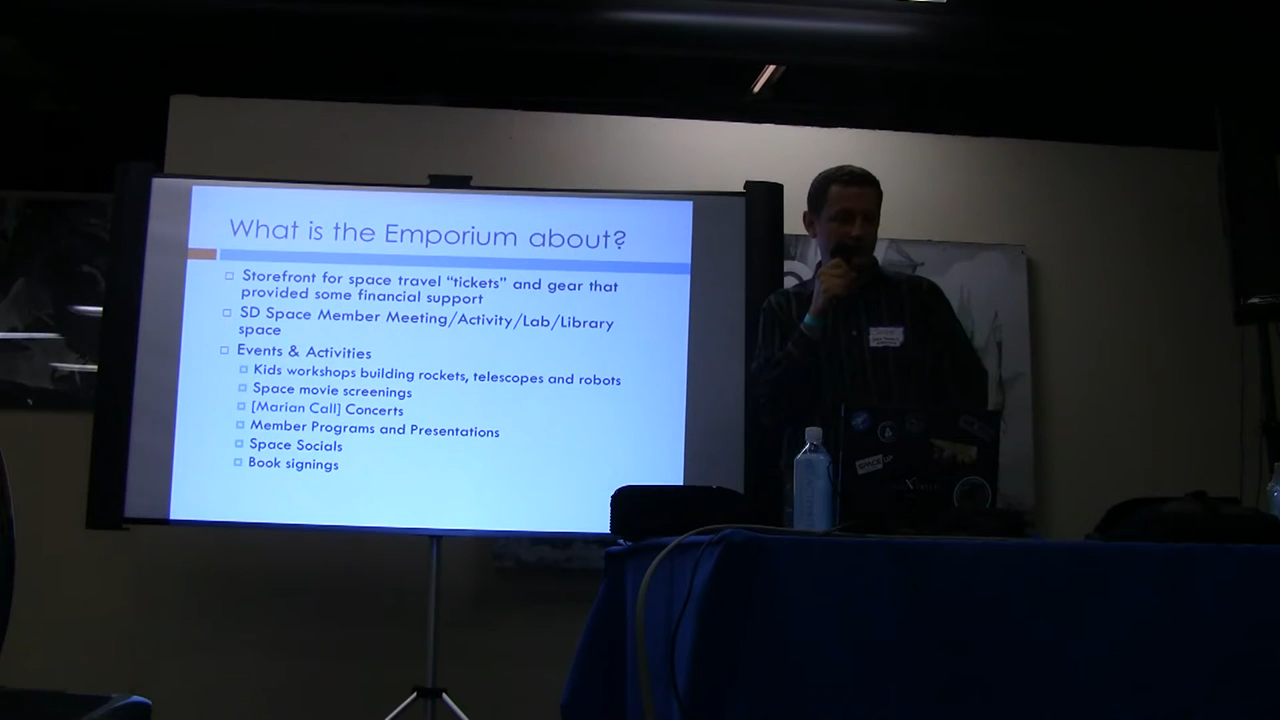 What is the Emporium about?
Storefront for space travel “tickets” and gear that
provided some financial support
SD Space Member Meeting/Activity/Lab/Library
space
Events & Activities
Kids workshops building rockets, telescopes and robots
Space movie screenings
[Marian Call] Concerts
Member Programs and Presentations
Space Socials
Book signings
SPACE UP